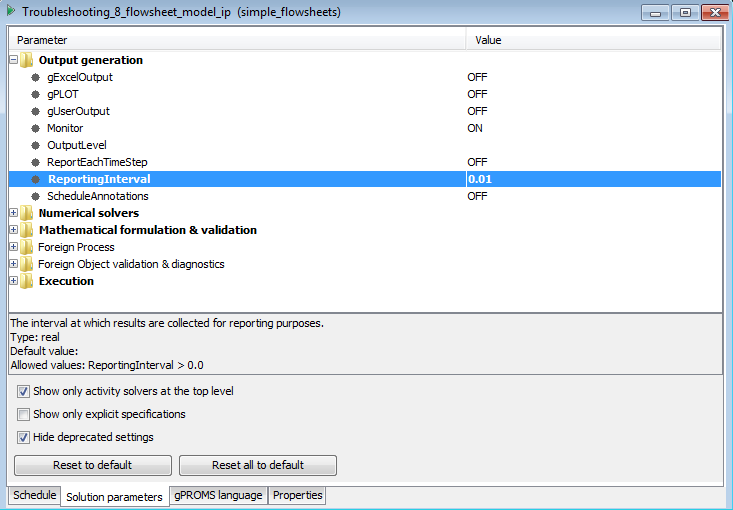 Troubleshooting_8_flowsheet_model_ip (simple_flowsheets)
Parameter Value
Output generation
gExcelOutput OFF
gPLOT OFF
gUserOutput OFF
Monitor ON
OutputLevel
ReportEachTimeStep OFF
ReportingInterval 0.01
ScheduleAnnotations OFF
Numerical solvers
Mathematical formulation & validation
Foreign Process
Foreign Object validation & diagnostics
Execution
The interval at which results are collected for reporting purposes.
Type: real
Default value:
Allowed values: ReportingInterval > 0.0
Show only activity solvers at the top level
Show only explicit specifications
Hide deprecated settings
Reset to default Reset all to default
Schedule Solution parameters gPROMS language Properties